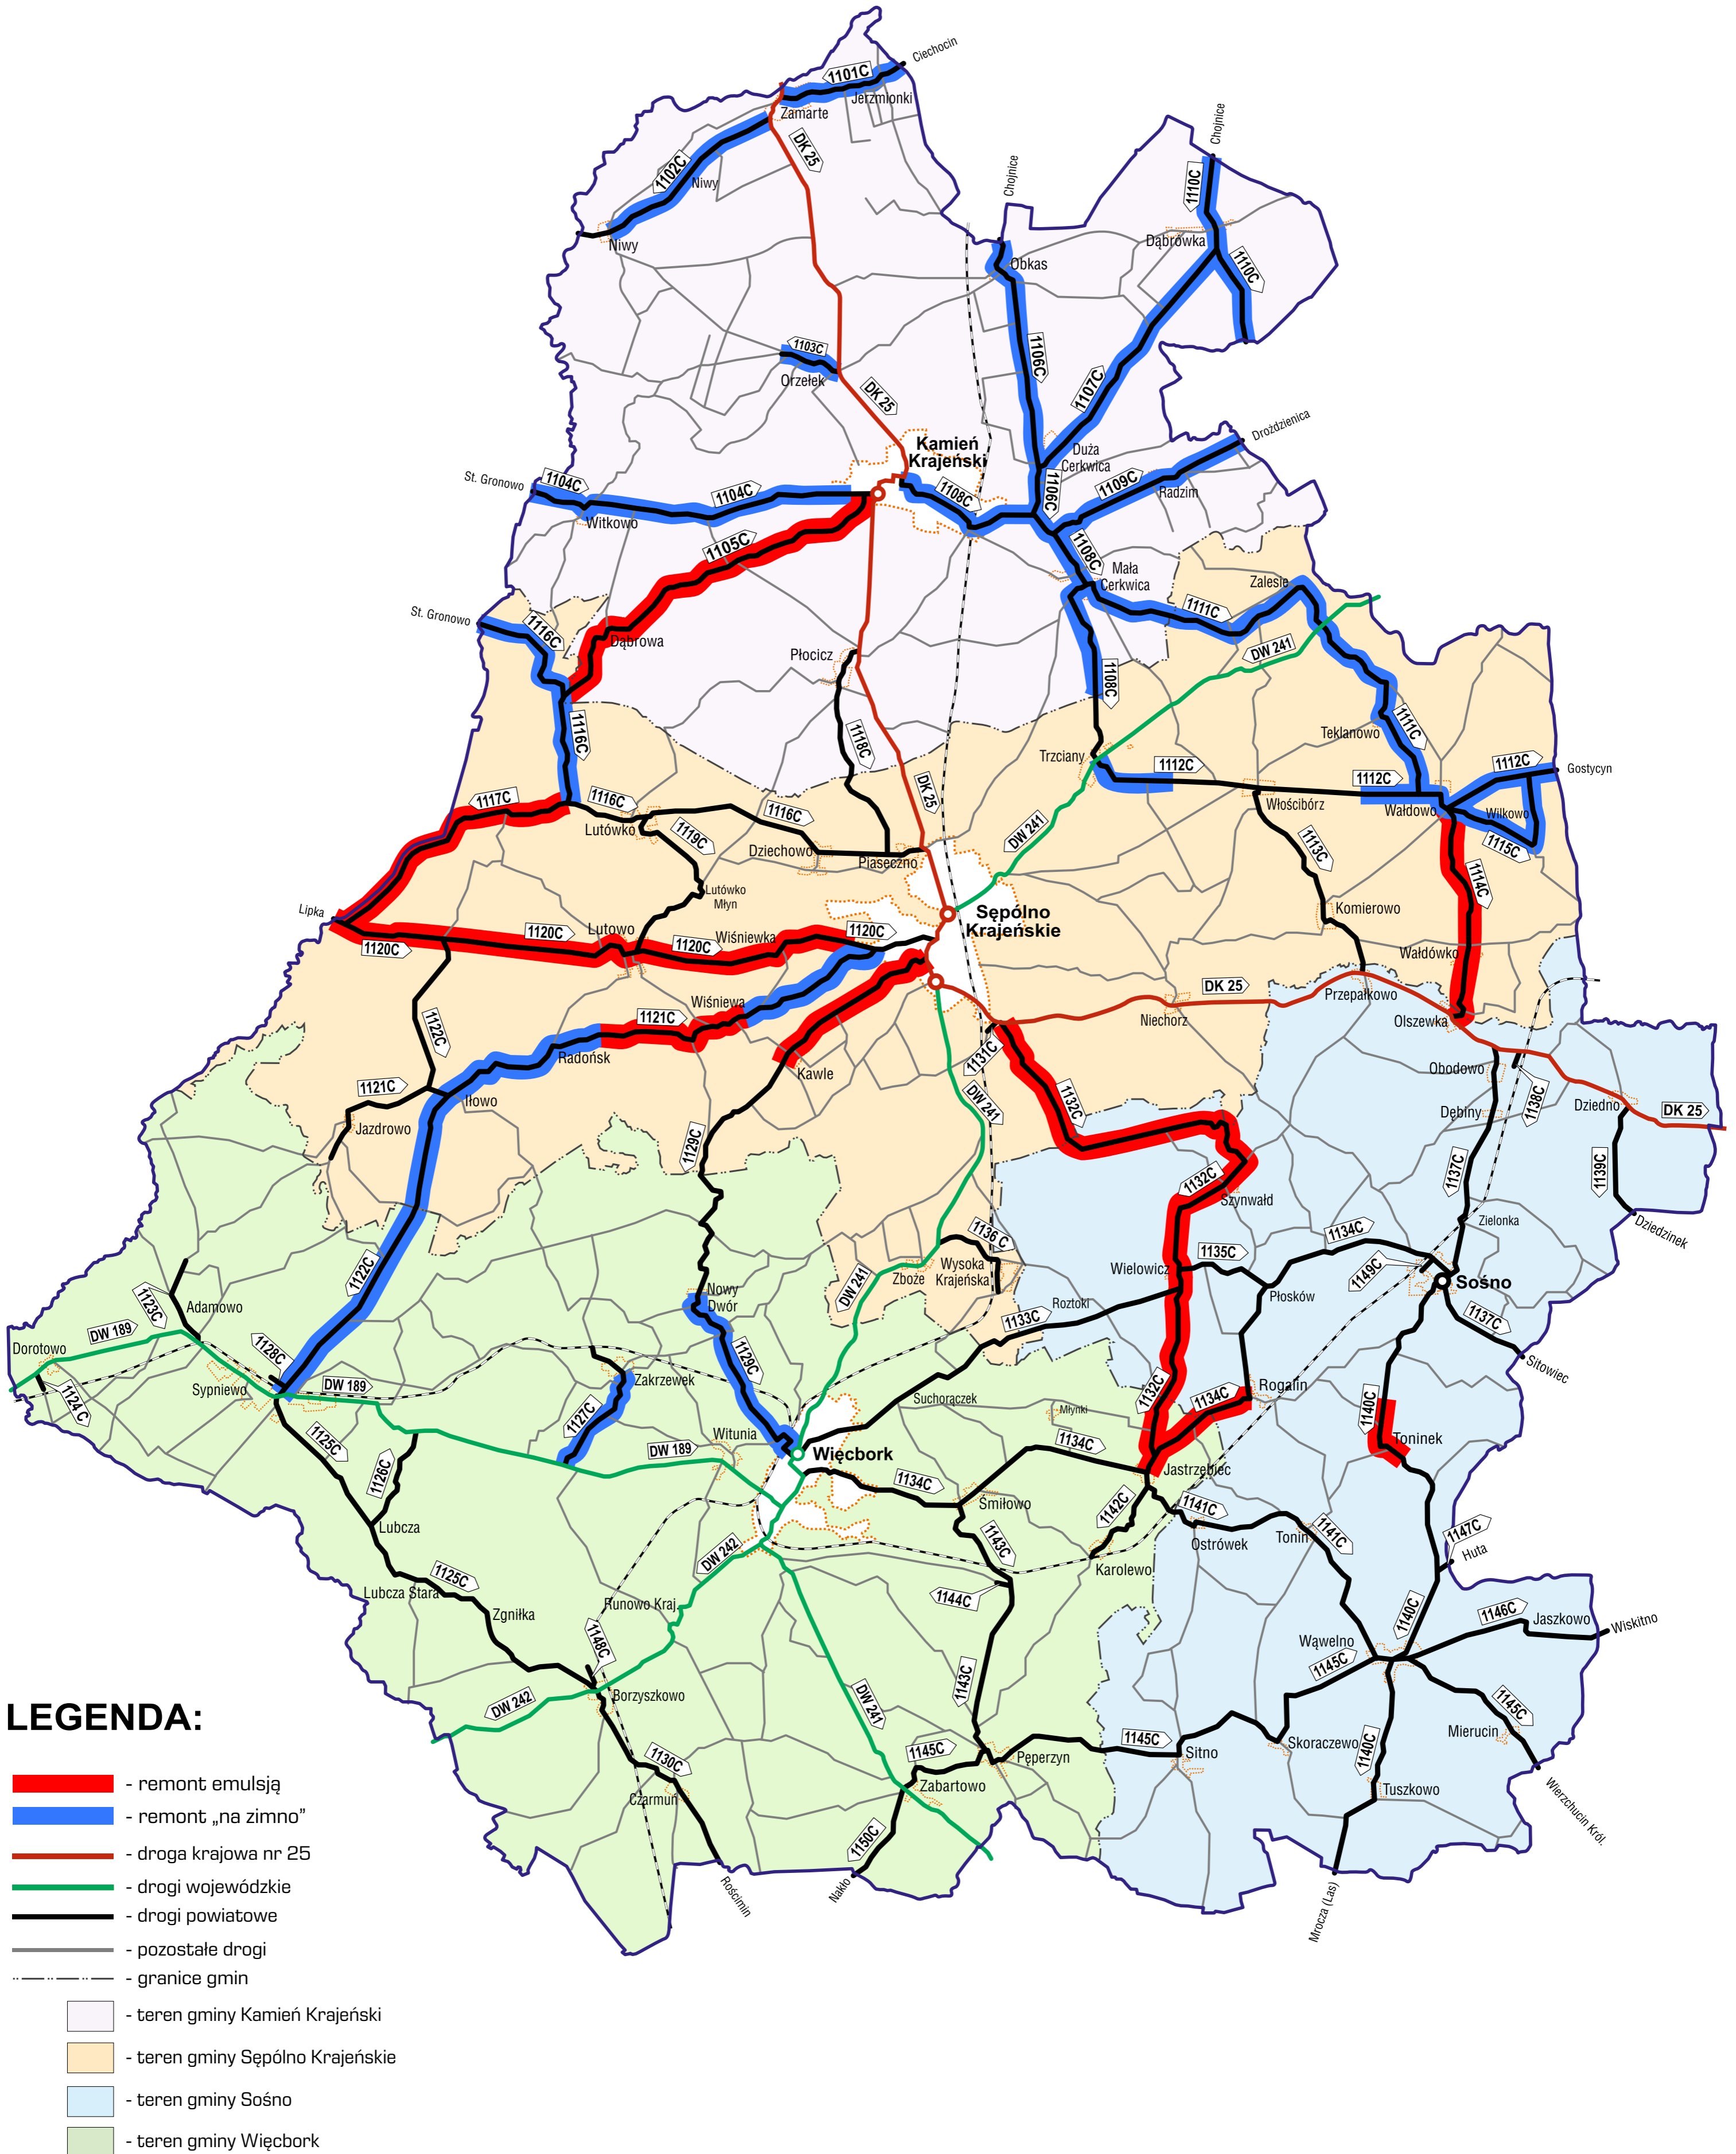 Ciechocin
1101C
Jerzmionki
Zamarte
DK 25
1102C
Niwy
Niwy
Chojnice
Chojnice
1110C
Dąbrówka
1110C
Obkas
1106C
1107C
1103C
Orzełek
DK 25
Kamień
Krajeński
Duża
Cerkwica
Drożdzienica
St. Gronowo
1104C
1104C
Witkowo
1108C
1106C
1109C
Radzim
1105C
1108C
Mała
Cerkwica
Zalesie
St. Gronowo
1116C
Dąbrowa
1111C
DW 241
Płocicz
1108C
1116C
1118C
Teklanowo
1111C
Trzciany
1112C
1112C
1112C
Gostycyn
DK 25
1117C
1116C
1116C
Lutówko
1119C
Dziechowo
Piaseczno
DW 241
Włościbórz
Wałdowo
Wilkowo
1115C
1113C
1114C
Lutówko
Młyn
Lipka
Komierowo
Sępólno
Krajeńskie
1120C
1120C
Lutowo
1120C
Wiśniewka
1120C
Wałdówko
DK 25
Przepałkowo
Wiśniewa
1121C
Niechorz
Olszewka
1122C
Radońsk
1131C
Kawle
Obodowo
1121C
Iłowo
1132C
DW 241
1138C
Dziedno
DK 25
Jazdrowo
Dębiny
1129C
1137C
1139C
1132C
Szynwałd
Zielonka
Dziedzinek
1136 C
1134C
Wysoka
Krajeńska
Zboże
Wielowicz
1135C
1149C
Sośno
1122C
DW 241
Nowy
Dwór
Płosków
Roztoki
1133C
1137C
1123C
Adamowo
DW 189
Dorotowo
1128C
Sitowiec
1129C
Zakrzewek
Sypniewo
DW 189
1124 C
1132C
1134C
Rogalin
Suchorączek
Młynki
1140C
1127C
1125C
Witunia
DW 189
Więcbork
1134C
Toninek
1126C
1134C
Jastrzębiec
Śmiłowo
1142C
1141C
Lubcza
1143C
Ostrówek
Tonin
1141C
1147C
Huta
DW 242
Karolewo
1125C
Lubcza Stara
1144C
Zgniłka
Runowo Kraj.
1140C
1146C
Jaszkowo
Wiskitno
1148C
Wąwelno
1143C
1145C
Borzyszkowo
DW 242
DW 241
1145C
Mierucin
LEGENDA:
1145C
1145C
Skoraczewo
1140C
1130C
Pęperzyn
Sitno
Zabartowo
- remont emulsją
Czarmuń
Tuszkowo
Wierzchucin Król.
- remont „na zimno”
1150C
- droga krajowa nr 25
Rościmin
Nakło
Mrocza (Las)
- drogi wojewódzkie
- drogi powiatowe
- pozostałe drogi
- granice gmin
- teren gminy Kamień Krajeński
- teren gminy Sępólno Krajeńskie
- teren gminy Sośno
- teren gminy Więcbork